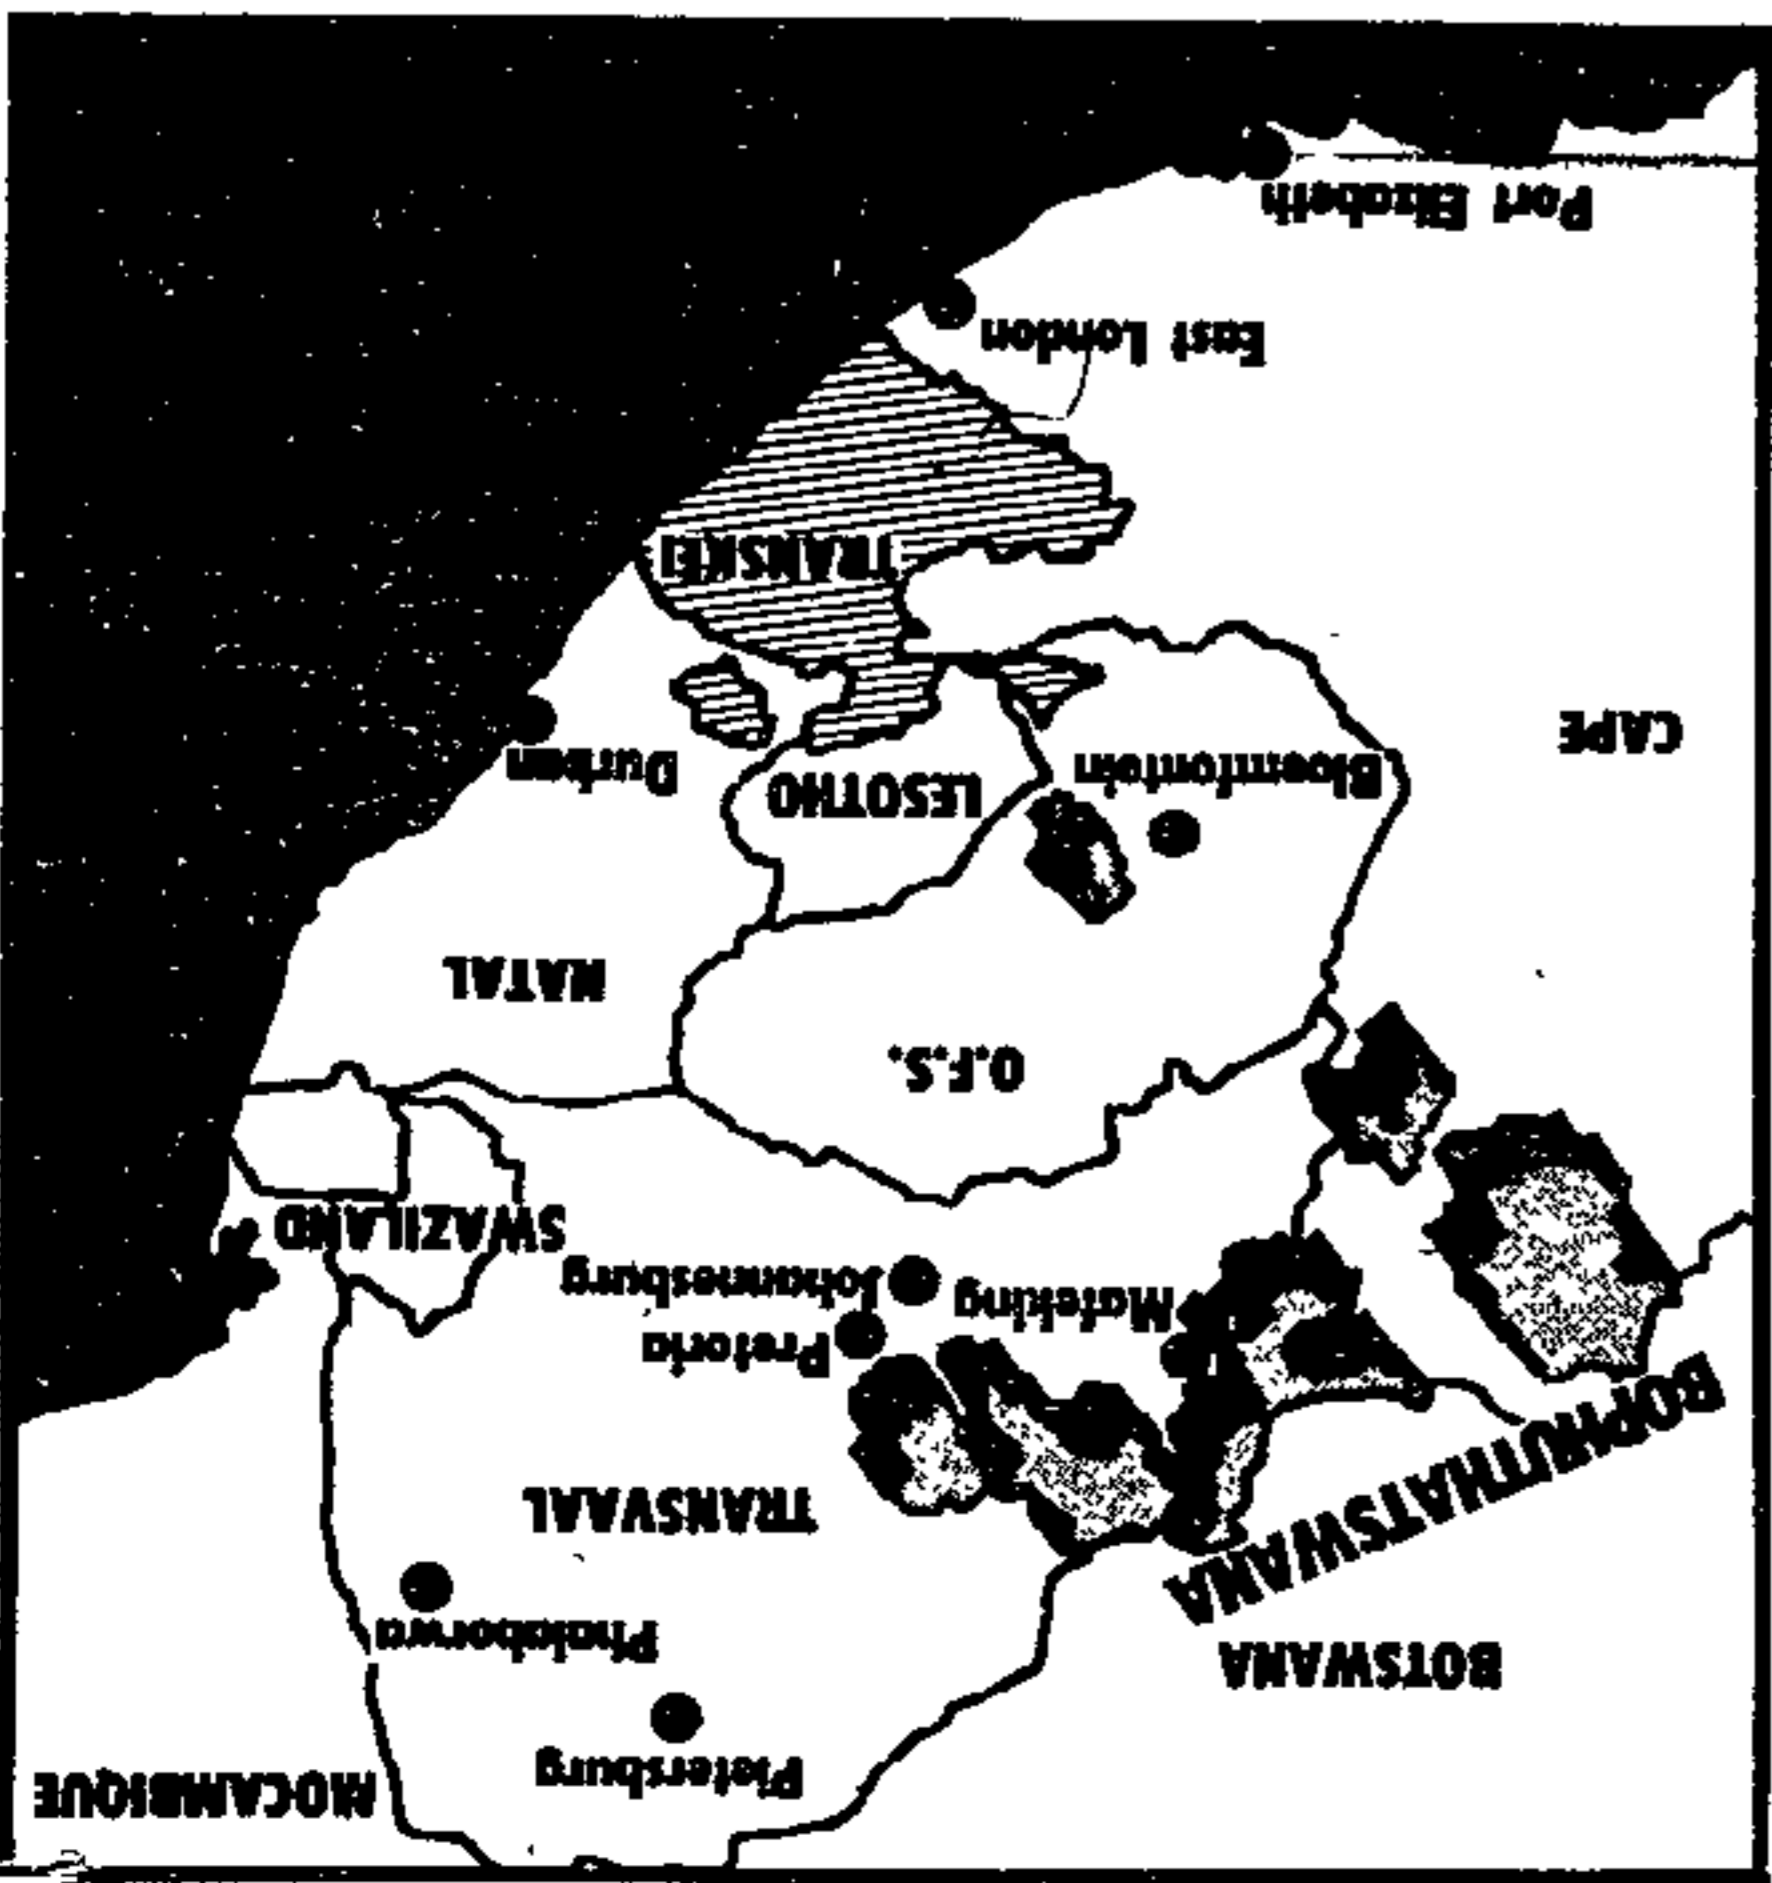 MOCAMBIQUE
Pietersburg
BOTSWANA
Phalaborwa
BOPHUTHATSWANA
TRANSVAAL
Pretoria
Mafeking
Johannesburg
SWAZILAND
O.F.S.
NATAL
LESOTHO
Bloemfontein
Durban
CAPE
TRANSKEI
East London
Port Elizabeth